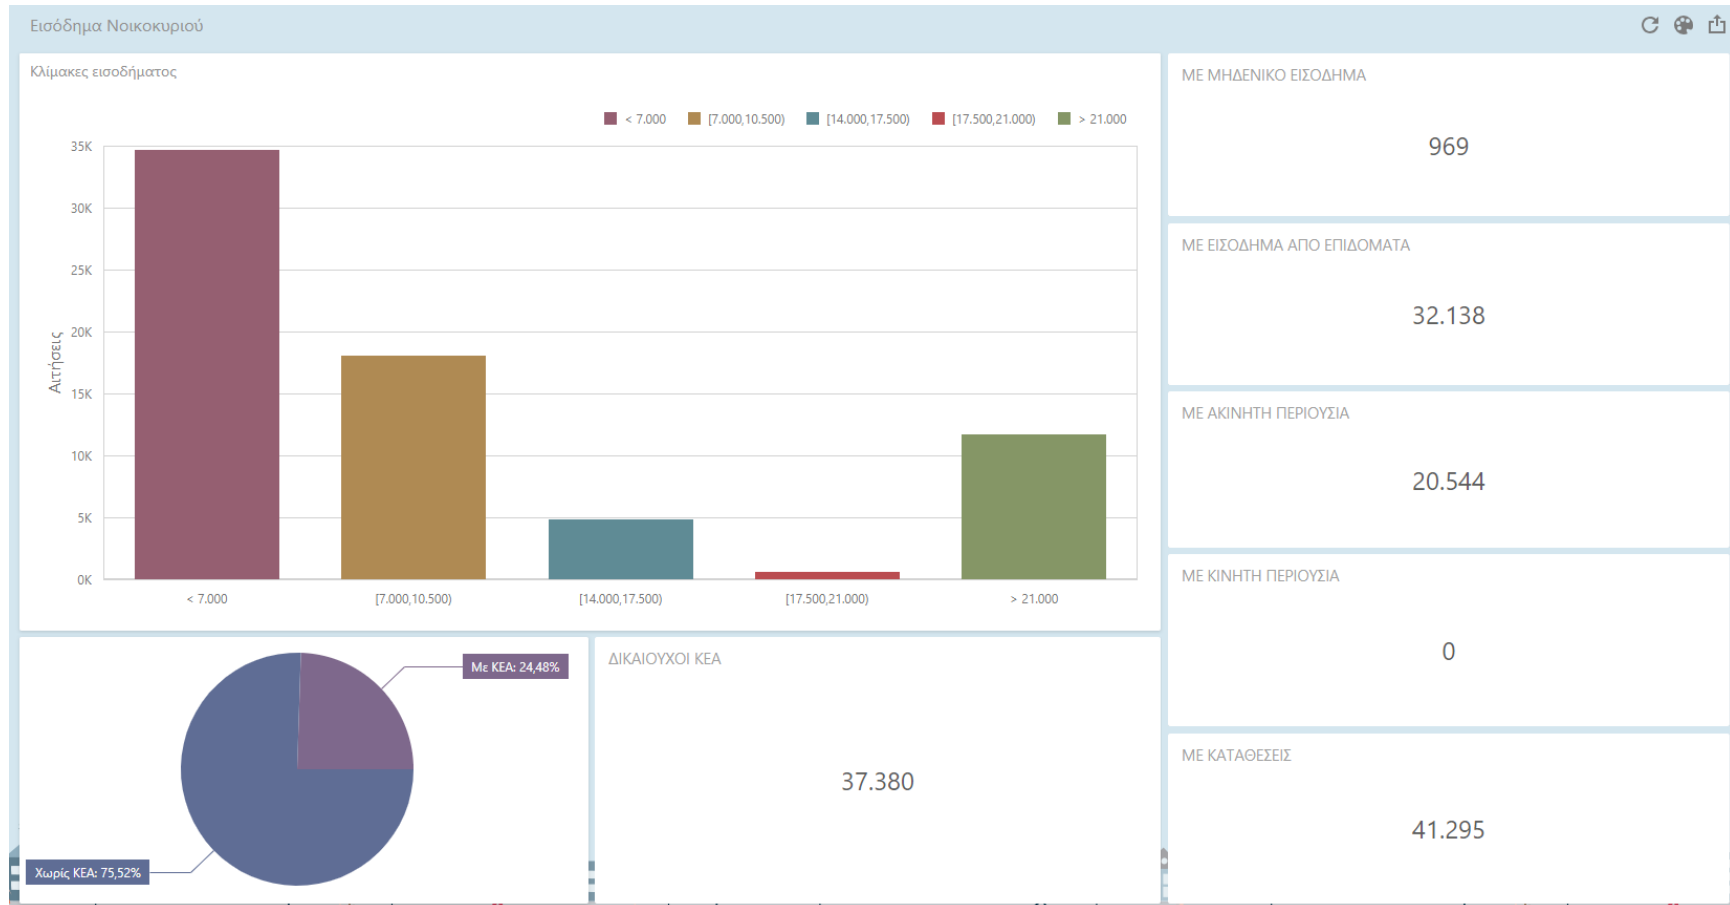 Εισόδημα Νοικοκυριού
Κλίμακες εισοδήματος
< 7.000 [7.000,10.500) [14.000,17.500) [17.500,21.000) > 21.000
35K
30K
25K
20K
15K
10K
5K
0K
Αιτήσεις
< 7.000 [7.000,10.500) [14.000,17.500) [17.500,21.000) > 21.000
ΜΕ ΜΗΔΕΝΙΚΟ ΕΙΣΟΔΗΜΑ
969
ΜΕ ΕΙΣΟΔΗΜΑ ΑΠΟ ΕΠΙΔΟΜΑΤΑ
32.138
ΜΕ ΑΚΙΝΗΤΗ ΠΕΡΙΟΥΣΙΑ
20.544
ΜΕ ΚΙΝΗΤΗ ΠΕΡΙΟΥΣΙΑ
0
ΜΕ ΚΑΤΑΘΕΣΕΙΣ
41.295
Με ΚΕΑ: 24,48%
Χωρίς ΚΕΑ: 75,52%
ΔΙΚΑΙΟΥΧΟΙ ΚΕΑ
37.380